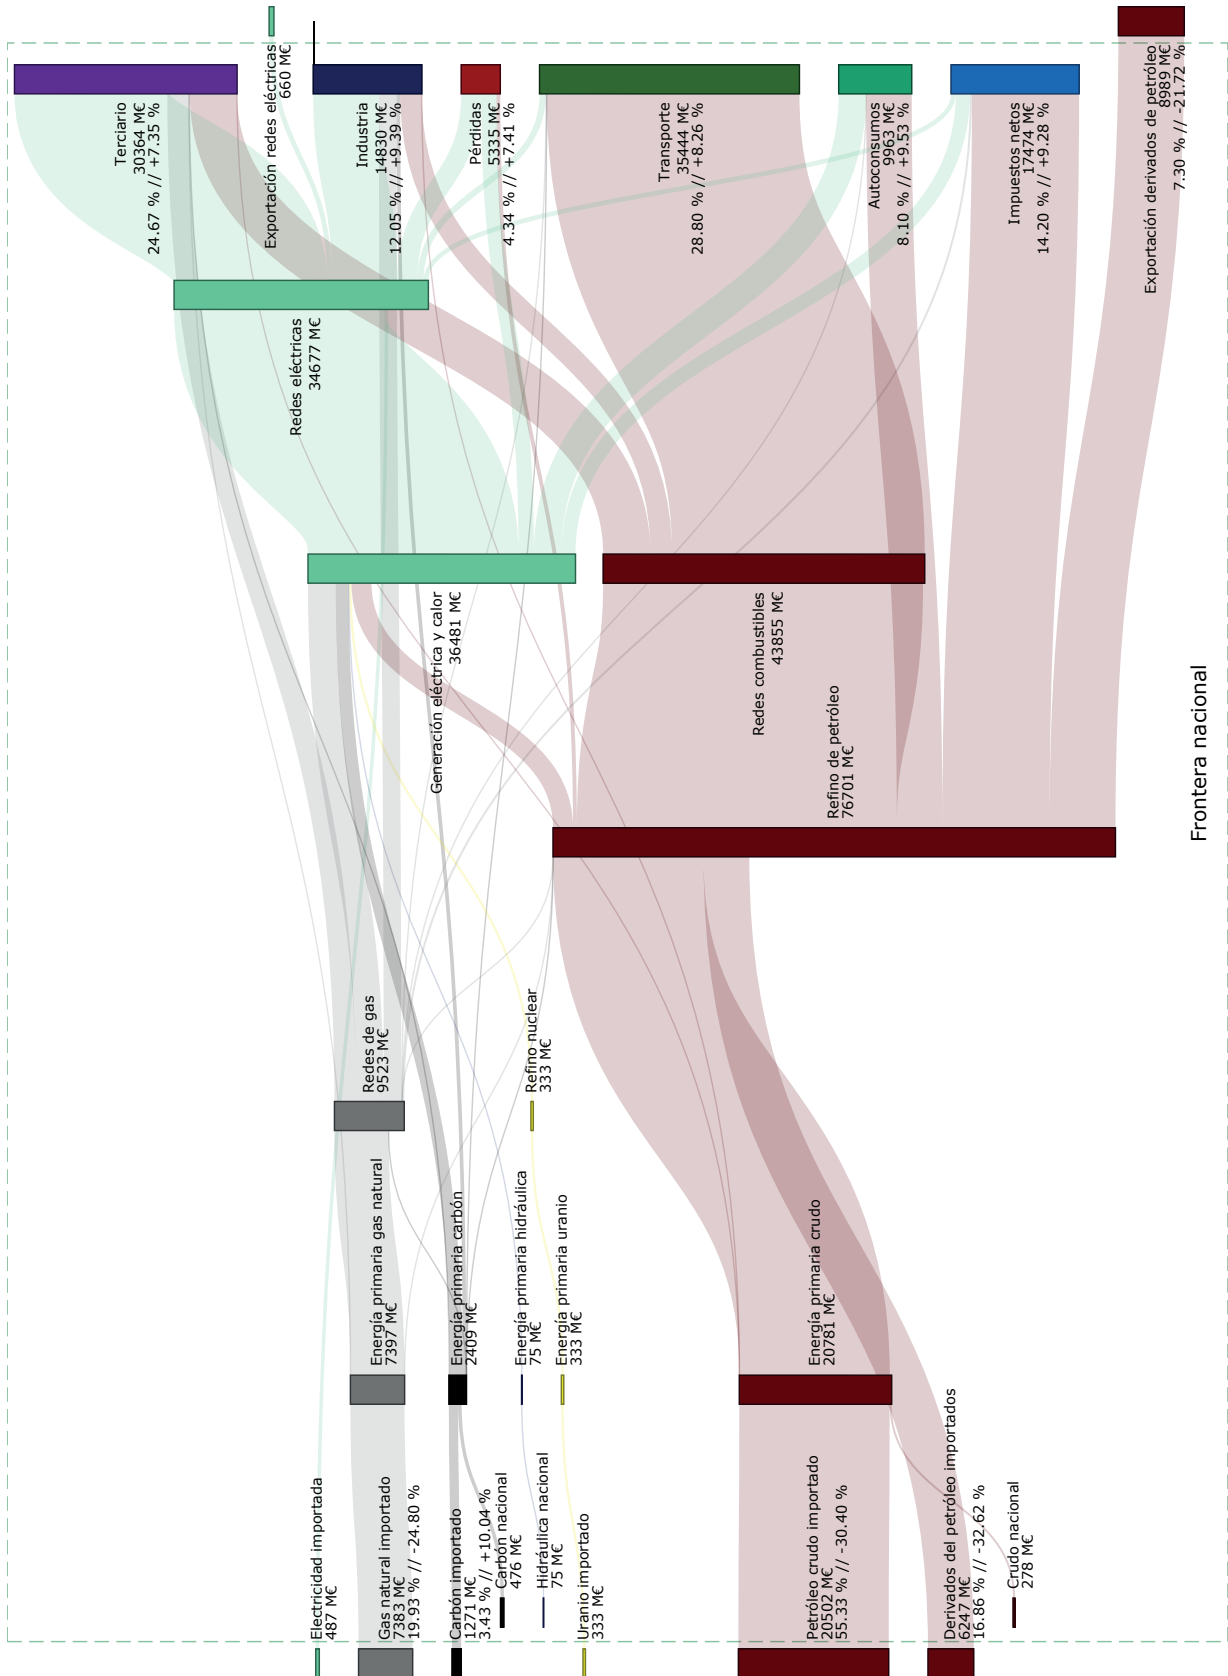 Electricidad importada
487 M€
Gas natural importado
7383 M€
19.93 % // -24.80 %
Carbón importado
1271 M€
3.43 % // +10.04 %
Carbón nacional
476 M€
Hidráulica nacional
75 M€
Uranio importado
333 M€
Petróleo crudo importado
20502 M€
55.33 % // -30.40 %
Derivados del petróleo importados
6247 M€
16.86 % // -32.62 %
Crudo nacional
278 M€
Energía primaria gas natural
7397 M€
Energía primaria carbón
2409 M€
Energía primaria hidráulica
75 M€
Energía primaria uranio
333 M€
Energía primaria crudo
20781 M€
Redes de gas
9523 M€
Refino nuclear
333 M€
Refino de petróleo
76701 M€
Generación eléctrica y calor
36481 M€
Redes combustibles
43855 M€
Redes eléctricas
34677 M€
Terciario
30364 M€
24.67 % // +7.35 %
Exportación redes eléctricas
660 M€
Industria
14830 M€
12.05 % // +9.39 %
Pérdidas
5335 M€
4.34 % // +7.41 %
Transporte
35444 M€
28.80 % // +8.26 %
Autoconsumos
9963 M€
8.10 % // +9.53 %
Impuestos netos
17474 M€
14.20 % // +9.28 %
Exportación derivados de petróleo
8989 M€
7.30 % // -21.72 %
Frontera nacional